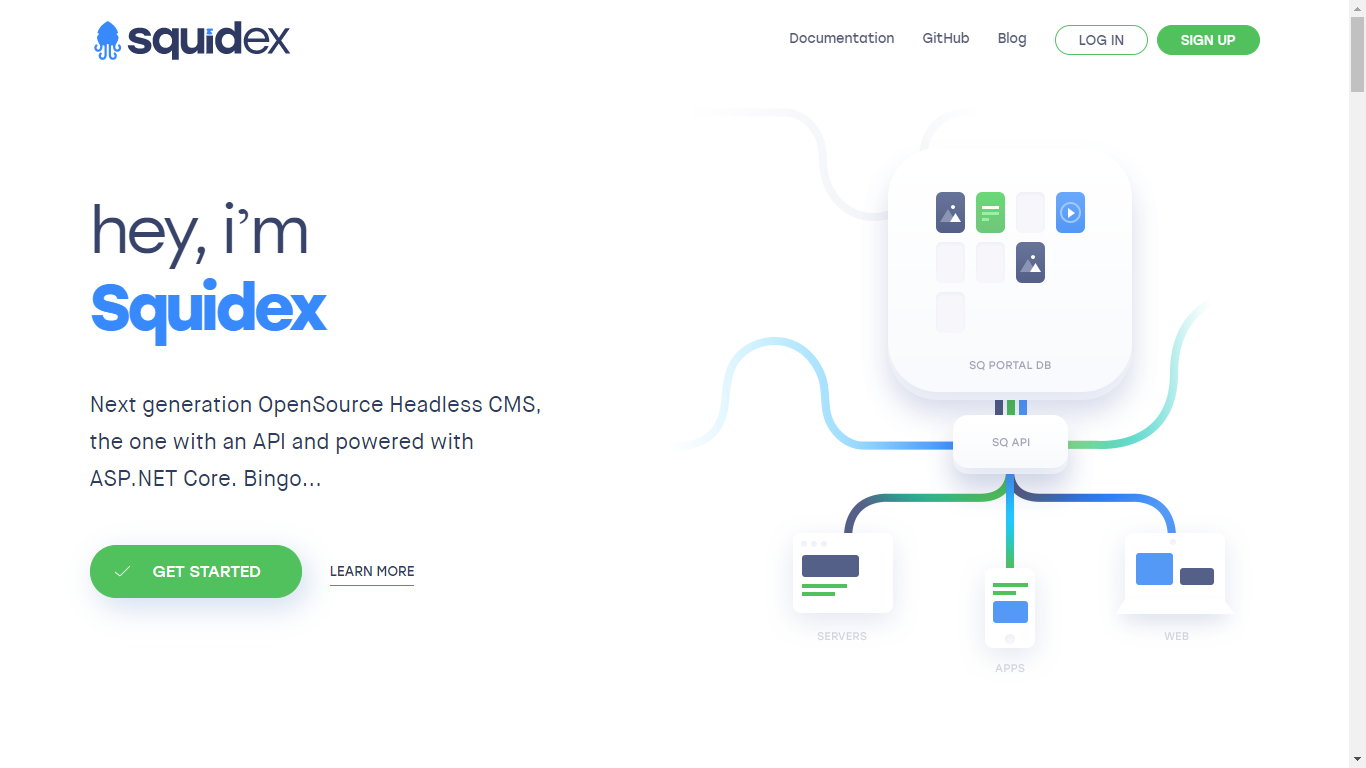 squidex
Documentation
GitHub
Blog
LOG IN
SIGN UP
hey, i’m
Squidex
Next generation OpenSource Headless CMS,
the one with an API and powered with
ASP.NET Core. Bingo...
GET STARTED
LEARN MORE
SQ PORTAL DB
SQ API
SERVERS
APPS
WEB